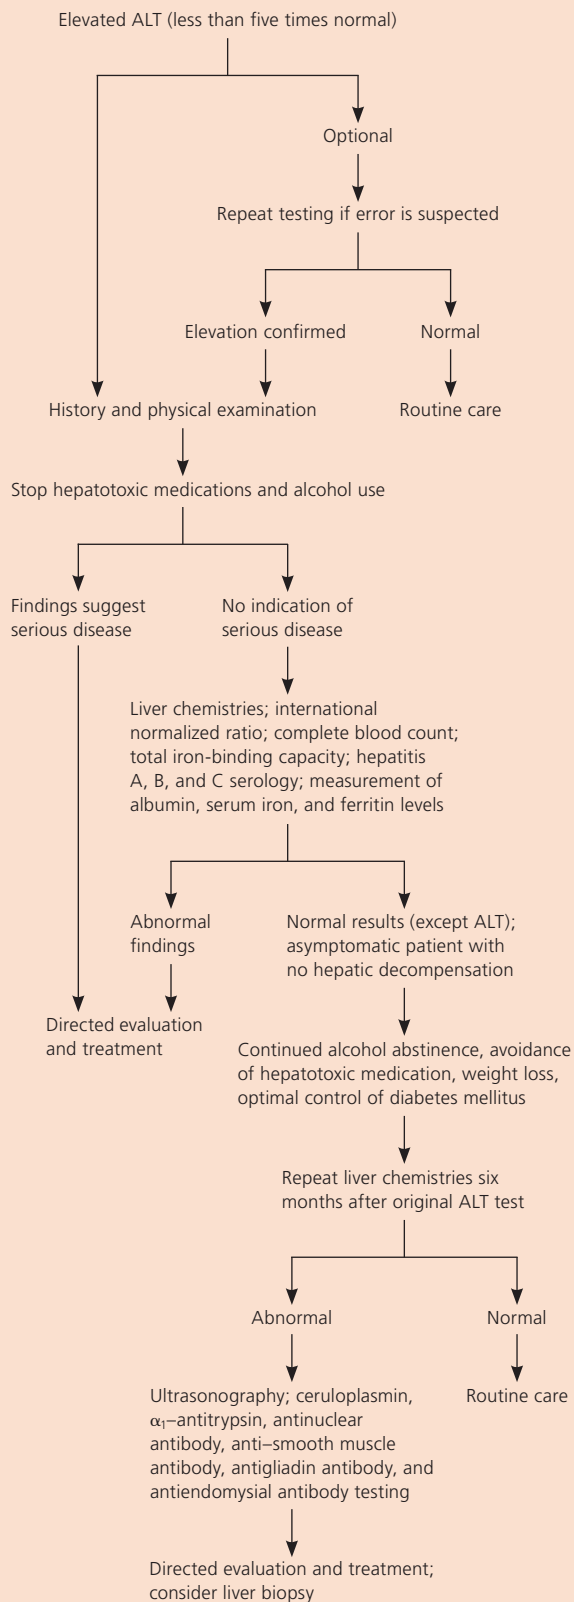 Elevated ALT (less than five times normal)
Optional
Repeat testing if error is suspected
Elevation confirmed
Normal
History and physical examination
Routine care
Stop hepatotoxic medications and alcohol use
Findings suggest
serious disease
No indication of
serious disease
Liver chemistries; international
normalized ratio; complete blood count;
total iron-binding capacity; hepatitis
A, B, and C serology; measurement of
albumin, serum iron, and ferritin levels
Abnormal
findings
Normal results (except ALT);
asymptomatic patient with
no hepatic decompensation
Directed evaluation
and treatment
Continued alcohol abstinence, avoidance
of hepatotoxic medication, weight loss,
optimal control of diabetes mellitus
Repeat liver chemistries six
months after original ALT test
Abnormal
Normal
Ultrasonography; ceruloplasmin,
α₁–antitrypsin, antinuclear
antibody, anti–smooth muscle
antibody, antigliadin antibody, and
antiendomysial antibody testing
Routine care
Directed evaluation and treatment;
consider liver biopsy